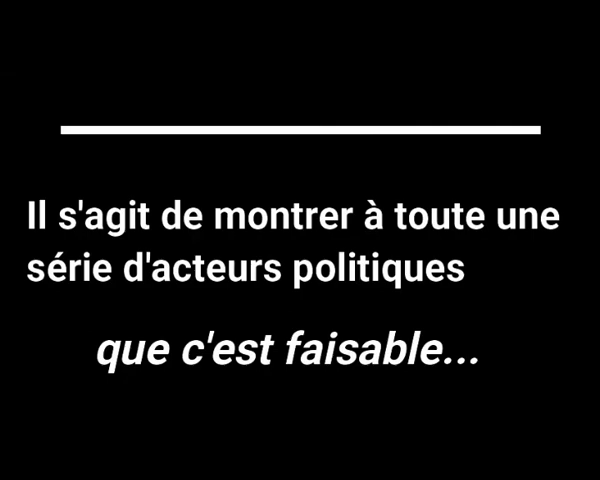 Il s'agit de montrer à toute une
série d'acteurs politiques
que c'est faisable...